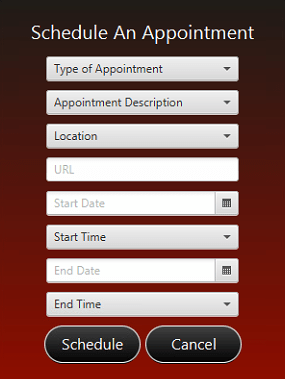 Schedule An Appointment
Type of Appointment
Appointment Description
Location
URL
Start Date
Start Time
End Date
End Time
Schedule Cancel